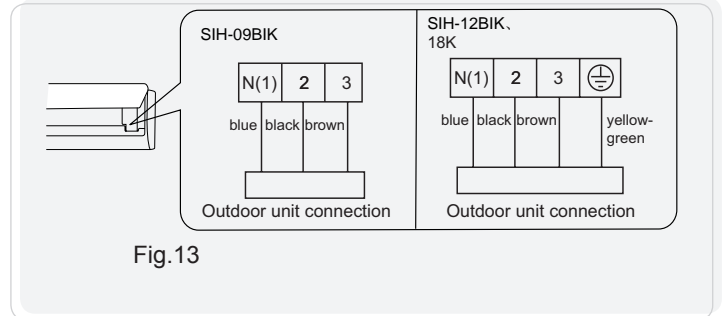 SIH-09BIK
N(1) 2 3
blue black brown
Outdoor unit connection
SIH-12BIK、
18K
N(1) 2 3
blue black brown yellow-
green
Outdoor unit connection
Fig.13